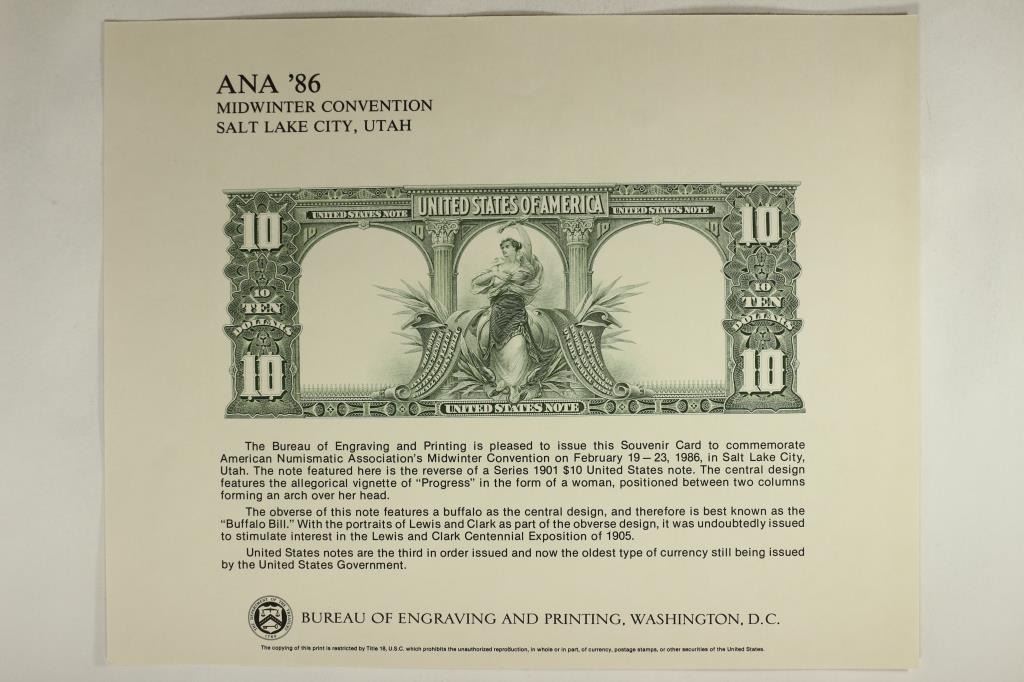 ANA ’86
MIDWINTER CONVENTION
SALT LAKE CITY, UTAH
UNITED STATES OF AMERICA
UNITED STATES NOTE
UNITED STATES NOTE
10
10
10
10
10
10
10
TEN
DOLLARS
10
TEN
DOLLARS
10
10
UNITED STATES NOTE
The Bureau of Engraving and Printing is pleased to issue this Souvenir Card to commemorate
American Numismatic Association's Midwinter Convention on February 19 – 23, 1986, in Salt Lake City,
Utah. The note featured here is the reverse of a Series 1901 $10 United States note. The central design
features the allegorical vignette of “Progress” in the form of a woman, positioned between two columns
forming an arch over her head.
The obverse of this note features a buffalo as the central design, and therefore is best known as the
“Buffalo Bill.” With the portraits of Lewis and Clark as part of the obverse design, it was undoubtedly issued
to stimulate interest in the Lewis and Clark Centennial Exposition of 1905.
United States notes are the third in order issued and now the oldest type of currency still being issued
by the United States Government.
BUREAU OF ENGRAVING AND PRINTING, WASHINGTON, D.C.
The copying of this print is restricted by Title 18, U.S.C. which prohibits the unauthorized reproduction, in whole or in part, of currency, postage stamps, or other securities of the United States.